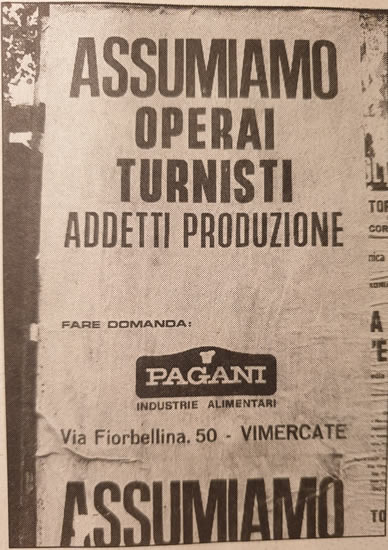 ASSUMIAMO
OPERAI
TURNISTI
ADDETTI PRODUZIONE
FARE DOMANDA:
PAGANI
INDUSTRIE ALIMENTARI
Via Fiorbellina. 50 - VIMERCATE
ASSUMIAMO